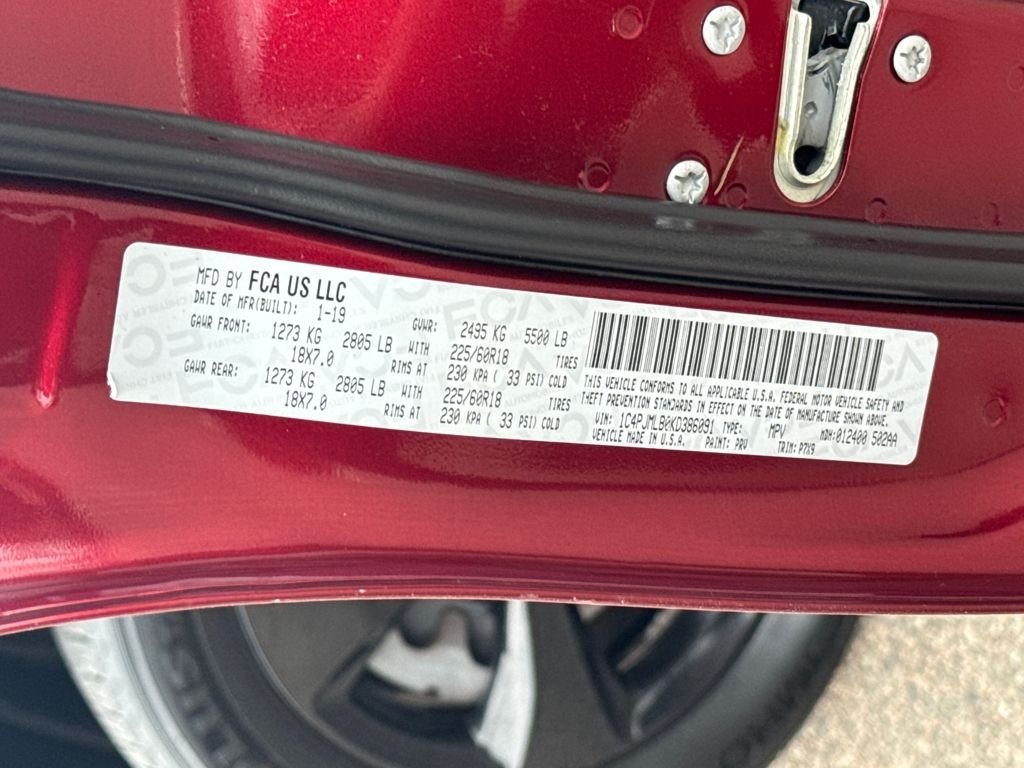 MFD BY FCA US LLC
DATE OF MFR(BUILT): 1-19
GAWR FRONT: 1273 KG 2805 LB WITH
18X7.0 RIMS AT
GAWR REAR: 1273 KG 2805 LB WITH
18X7.0 RIMS AT
GVWR: 2495 KG 5500 LB
225/60R18 TIRES
230 KPA ( 33 PSI) COLD
225/60R18 TIRES
230 KPA ( 33 PSI) COLD
THIS VEHICLE CONFORMS TO ALL APPLICABLE U.S.A. FEDERAL MOTOR VEHICLE SAFETY AND
THEFT PREVENTION STANDARDS IN EFFECT ON THE DATE OF MANUFACTURE SHOWN ABOVE.
VIN: 1C4PJMLB0KD386091 TYPE: MPV MDH:012400 502AA
VEHICLE MADE IN U.S.A. PAINT: PRV TRIM: P7X9